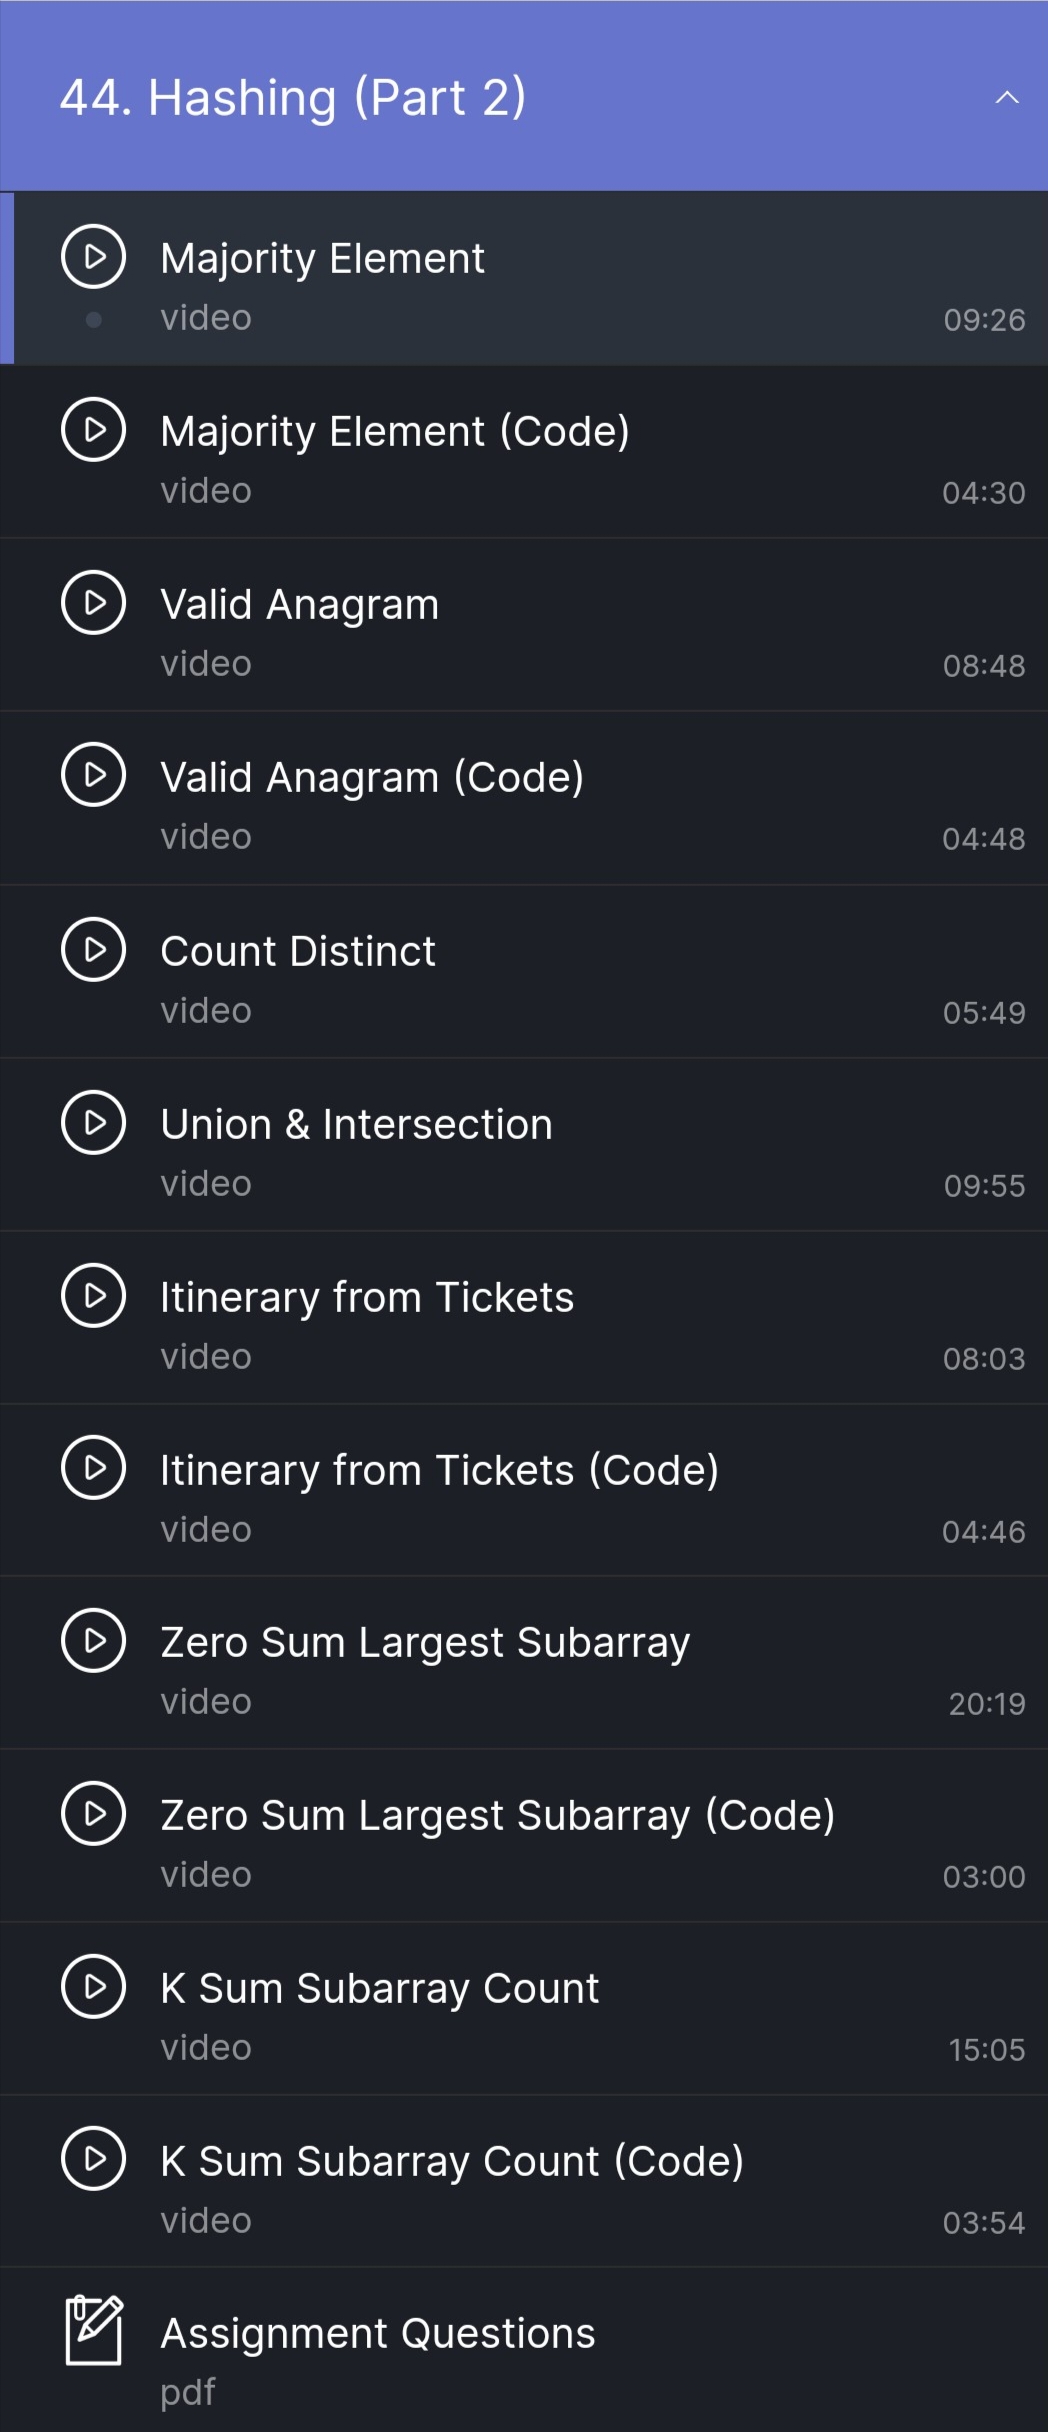 44. Hashing (Part 2)
Majority Element
video 09:26
Majority Element (Code)
video 04:30
Valid Anagram
video 08:48
Valid Anagram (Code)
video 04:48
Count Distinct
video 05:49
Union & Intersection
video 09:55
Itinerary from Tickets
video 08:03
Itinerary from Tickets (Code)
video 04:46
Zero Sum Largest Subarray
video 20:19
Zero Sum Largest Subarray (Code)
video 03:00
K Sum Subarray Count
video 15:05
K Sum Subarray Count (Code)
video 03:54
Assignment Questions
pdf